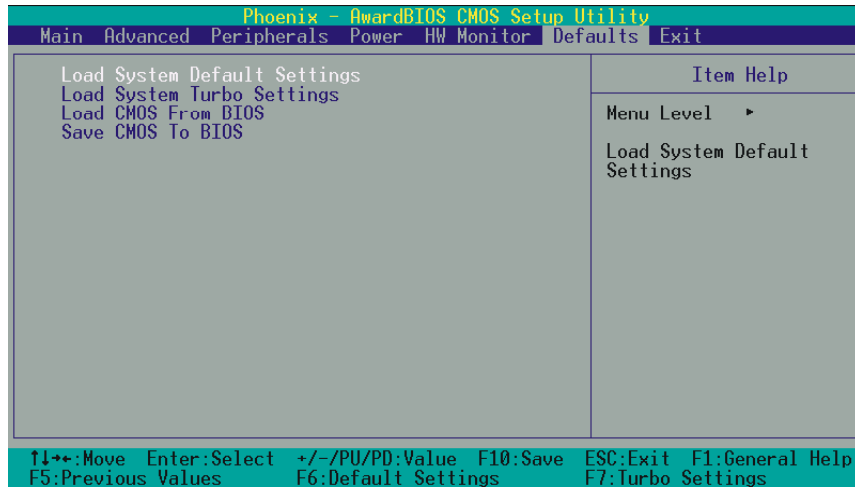 Phoenix - AwardBIOS CMOS Setup Utility
Main Advanced Peripherals Power HW Monitor Defaults Exit
Load System Default Settings
Load System Turbo Settings
Load CMOS From BIOS
Save CMOS To BIOS
Item Help
Menu Level ▸
Load System Default
Settings
↑↓→←:Move Enter:Select +/-/PU/PD:Value F10:Save ESC:Exit F1:General Help
F5:Previous Values F6:Default Settings F7:Turbo Settings